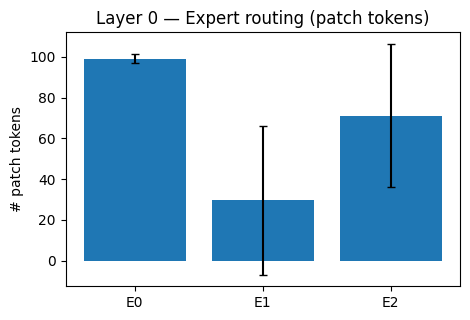 Layer 0 — Expert routing (patch tokens)
# patch tokens
100
80
60
40
20
0
E0 E1 E2